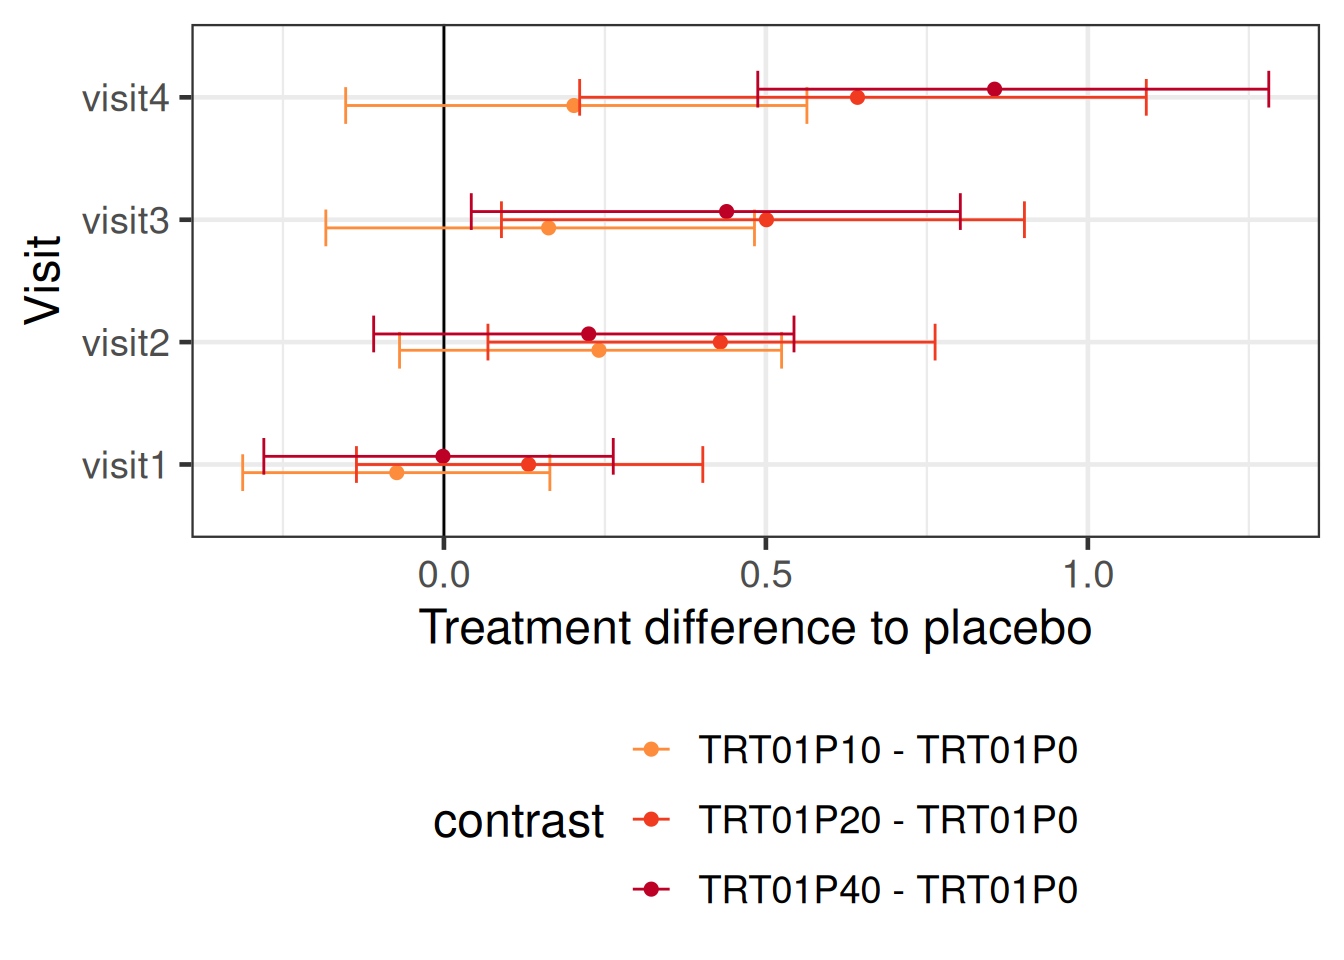 visit4
visit3
visit2
visit1
Visit
0.0 0.5 1.0
Treatment difference to placebo
contrast
TRT01P10 - TRT01P0
TRT01P20 - TRT01P0
TRT01P40 - TRT01P0